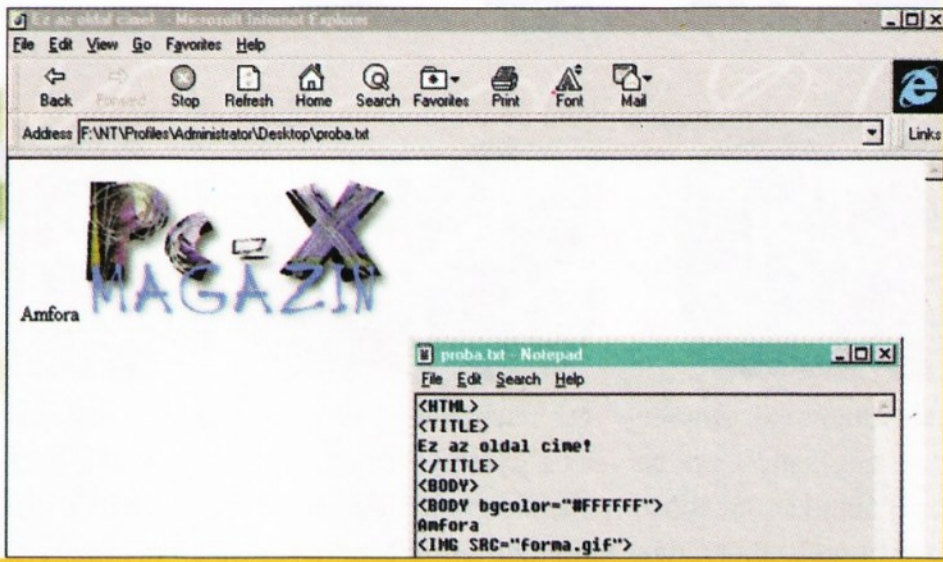 Ez az oldal cime! - Microsoft Internet Explorer
File Edit View Go Favorites Help
Back Forward Stop Refresh Home Search Favorites Print Font Mail
Address F:\NT\Profiles\Administrator\Desktop\proba.txt Links
Pc-X
MAGAZIN
Amfora
proba.txt - Notepad
File Edit Search Help
<HTML>
<TITLE>
Ez az oldal cime!
</TITLE>
<BODY>
<BODY bgcolor="#FFFFFF">
Amfora
<IMG SRC="forma.gif">